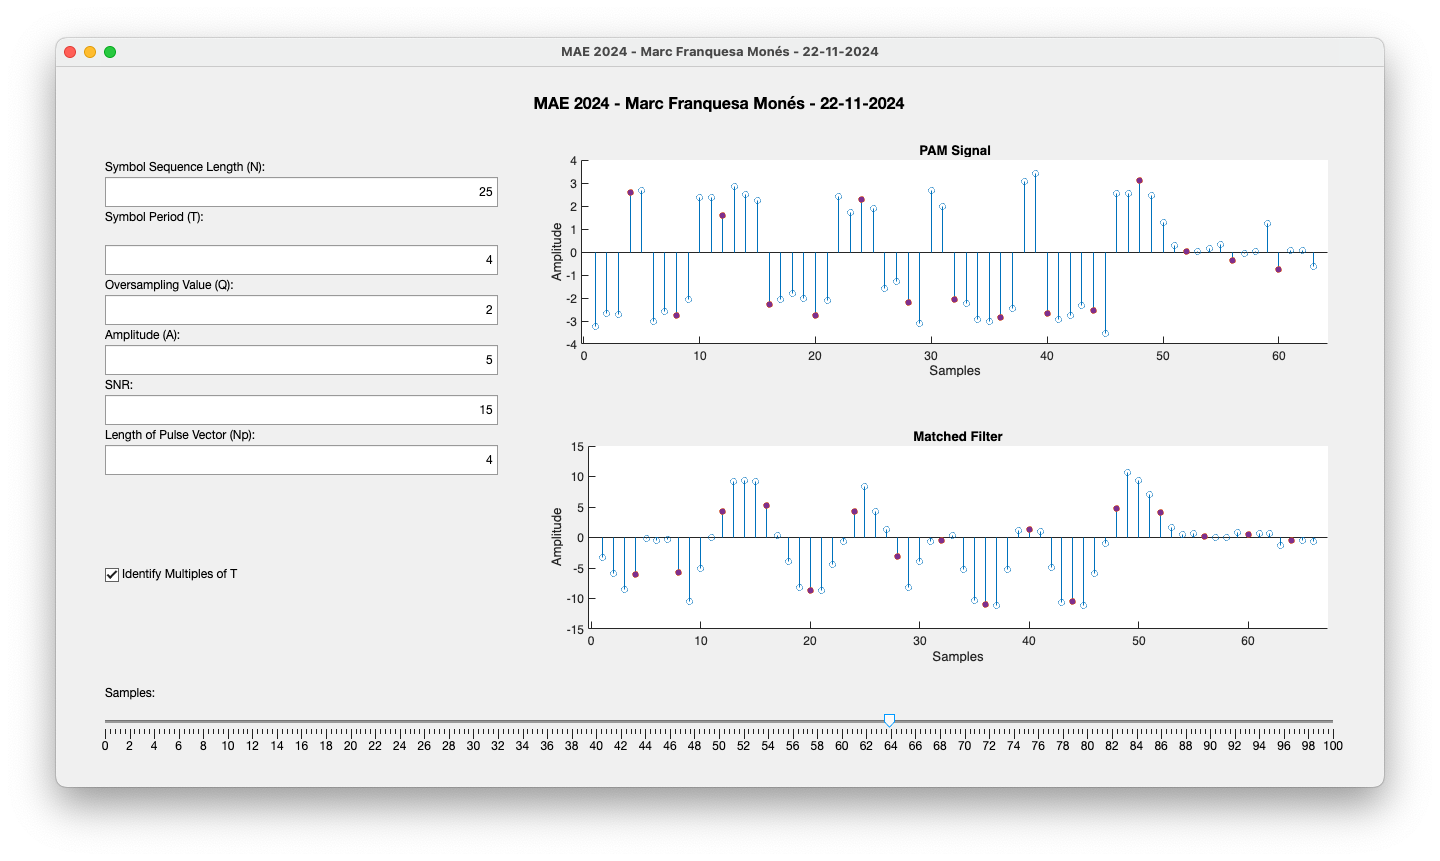 MAE 2024 - Marc Franquesa Monés - 22-11-2024
MAE 2024 - Marc Franquesa Monés - 22-11-2024
Symbol Sequence Length (N):
25
Symbol Period (T):
4
Oversampling Value (Q):
2
Amplitude (A):
5
SNR:
15
Length of Pulse Vector (Np):
4
Identify Multiples of T
PAM Signal
Amplitude
4
3
2
1
0
-1
-2
-3
-4
0 10 20 30 40 50 60
Samples
Matched Filter
Amplitude
15
10
5
0
-5
-10
-15
0 10 20 30 40 50 60
Samples
Samples:
0 2 4 6 8 10 12 14 16 18 20 22 24 26 28 30 32 34 36 38 40 42 44 46 48 50 52 54 56 58 60 62 64 66 68 70 72 74 76 78 80 82 84 86 88 90 92 94 96 98 100